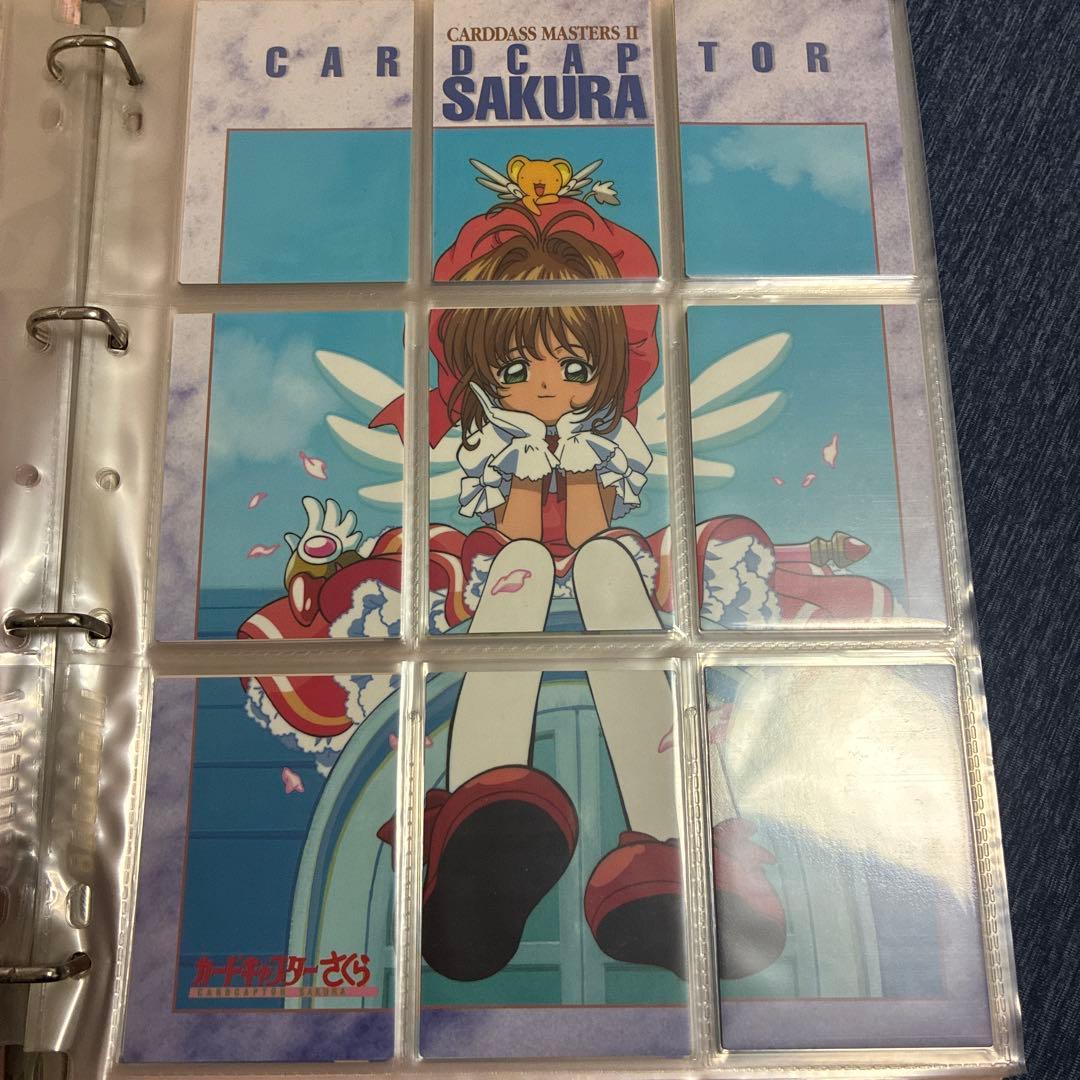 CARDDASS MASTERS II
CARDCAPTOR
SAKURA
カードキャプターさくら
CARDCAPTOR SAKURA